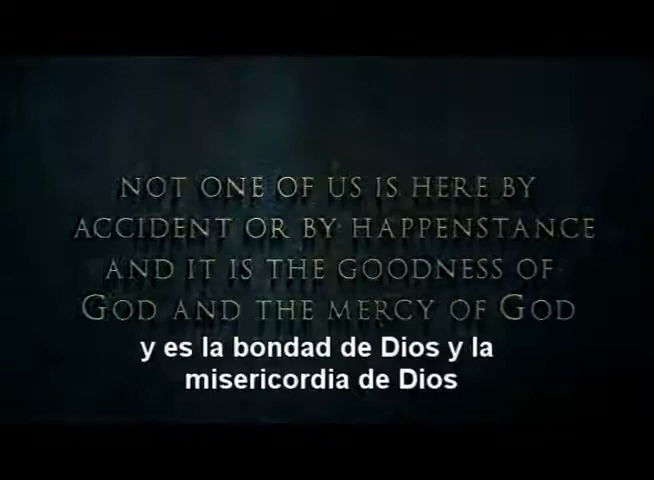 NOT ONE OF US IS HERE BY
ACCIDENT OR BY HAPPENSTANCE
AND IT IS THE GOODNESS OF
GOD AND THE MERCY OF GOD
y es la bondad de Dios y la
misericordia de Dios